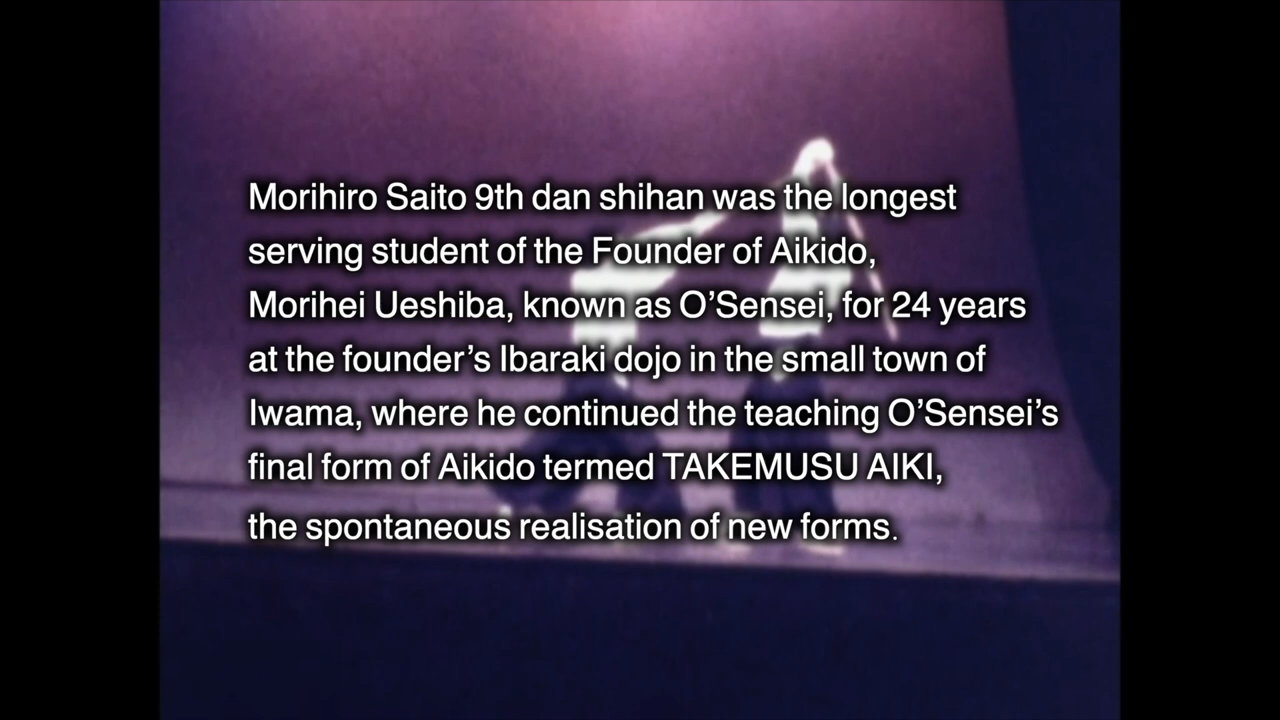 Morihiro Saito 9th dan shihan was the longest
serving student of the Founder of Aikido,
Morihei Ueshiba, known as O’Sensei, for 24 years
at the founder’s Ibaraki dojo in the small town of
Iwama, where he continued the teaching O’Sensei’s
final form of Aikido termed TAKEMUSU AIKI,
the spontaneous realisation of new forms.